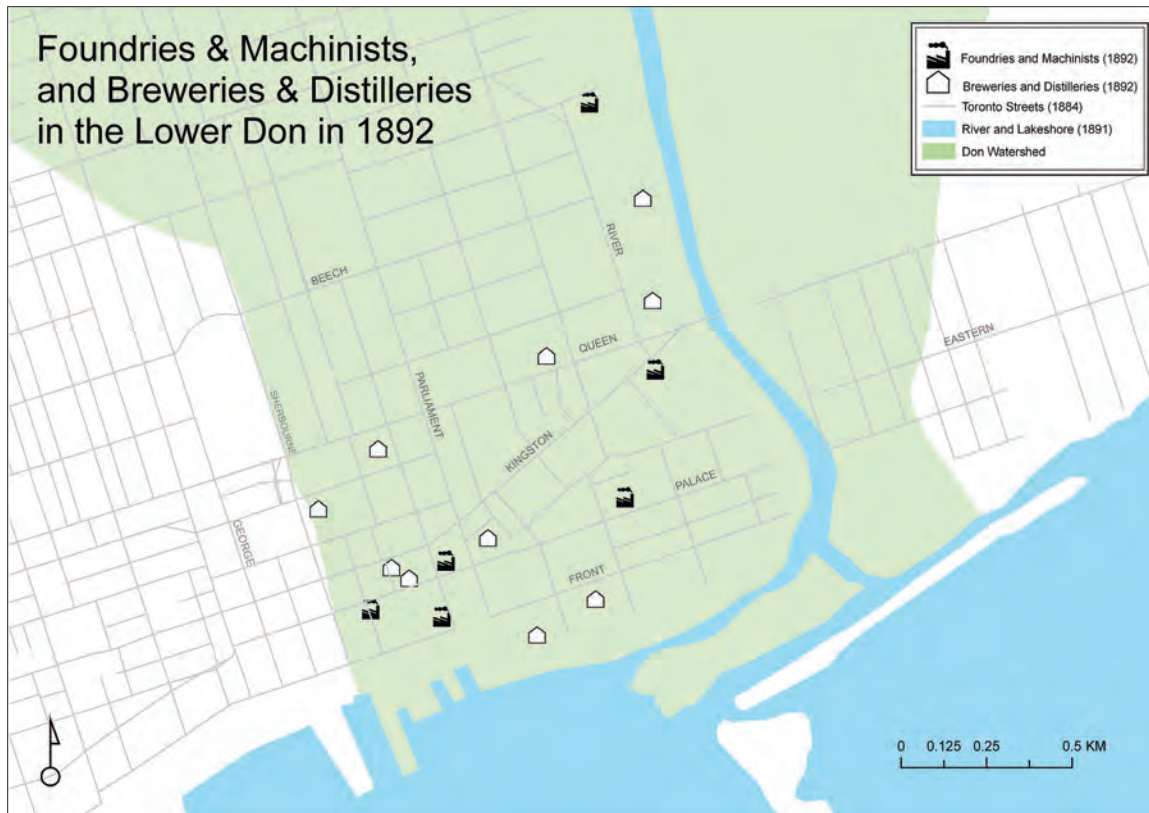 Foundries & Machinists,
and Breweries & Distilleries
in the Lower Don in 1892
Foundries and Machinists (1892)
Breweries and Distilleries (1892)
Toronto Streets (1884)
River and Lakeshore (1891)
Don Watershed
RIVER
BEECH
QUEEN
EASTERN
PARLIAMENT
SHERBOURNE
KINGSTON
PALACE
GEORGE
FRONT
0 0.125 0.25 0.5 KM